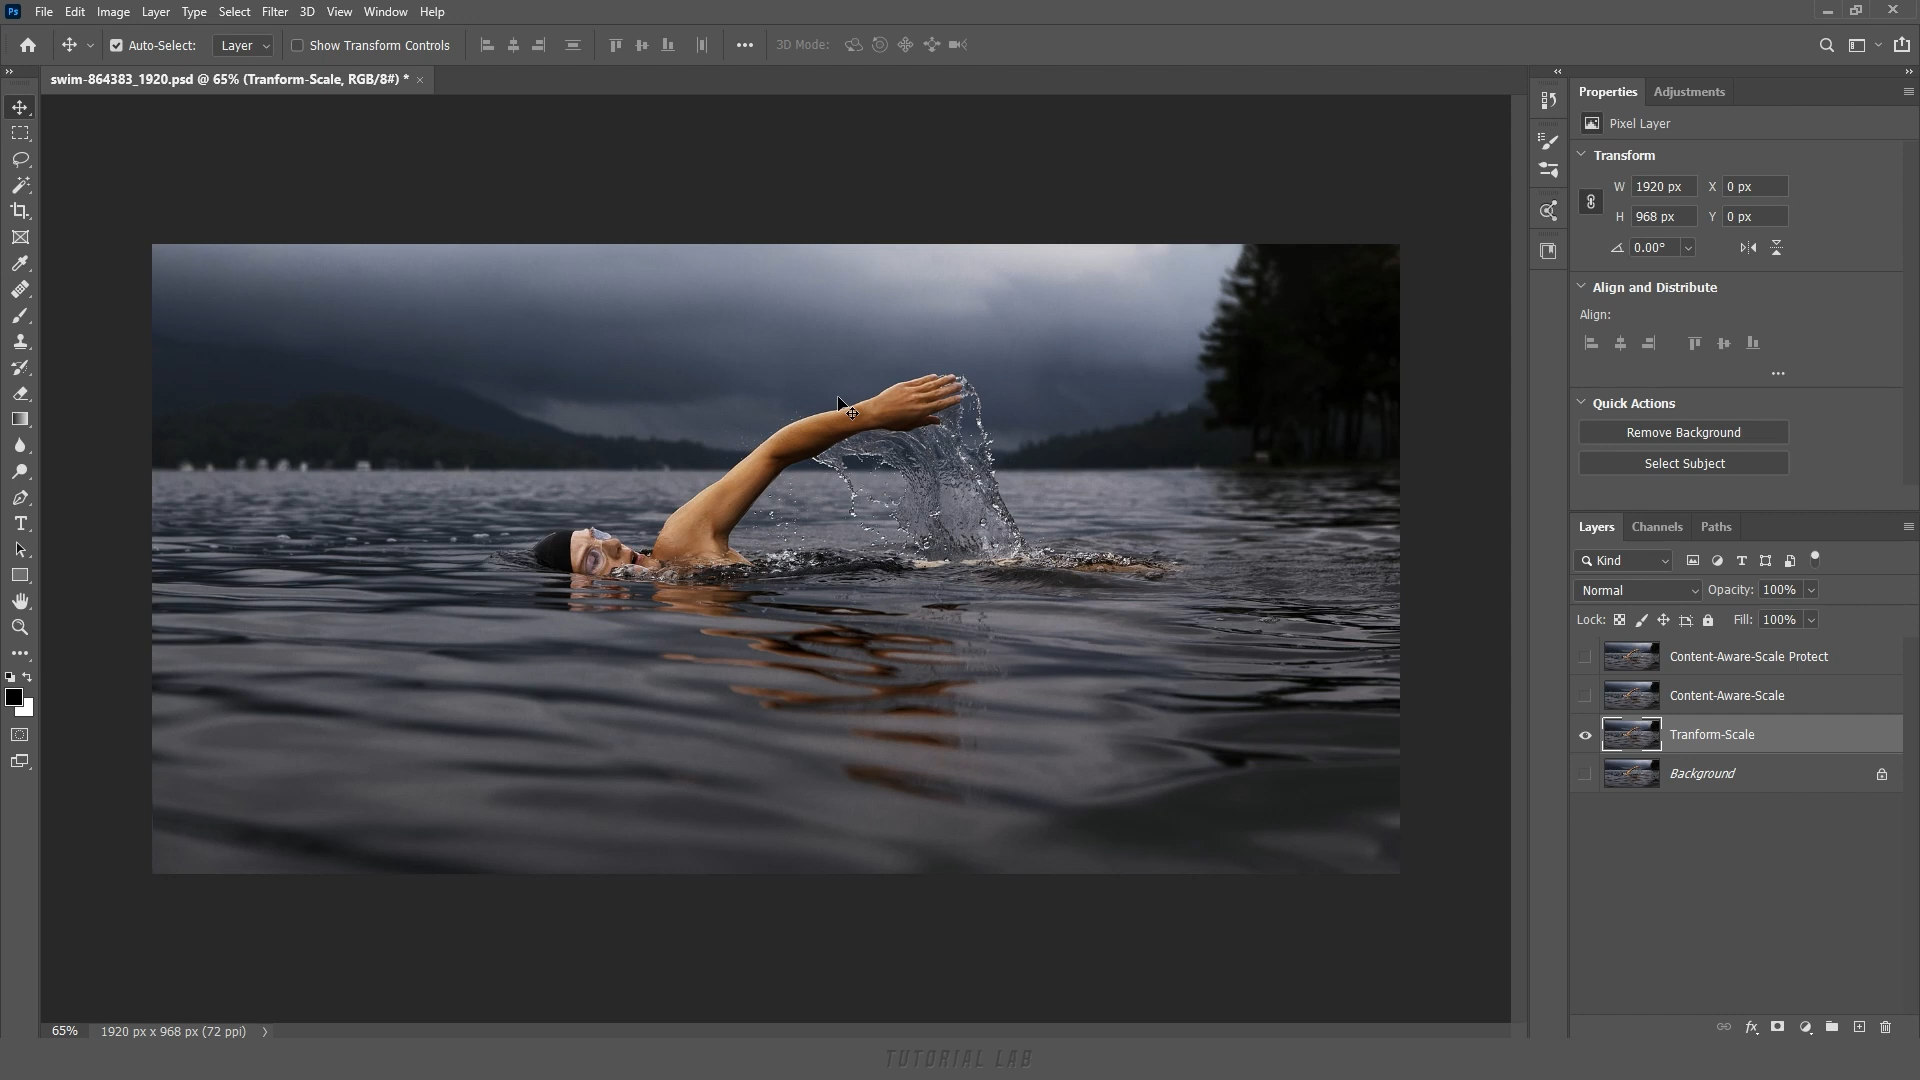 Ps File Edit Image Layer Type Select Filter 3D View Window Help
Auto-Select: Layer Show Transform Controls 3D Mode:
swim-864383_1920.psd @ 65% (Tranform-Scale, RGB/8#) *
Properties Adjustments
Pixel Layer
Transform
W 1920 px X 0 px
H 968 px Y 0 px
0.00°
Align and Distribute
Align:
Quick Actions
Remove Background
Select Subject
Layers Channels Paths
Kind
Normal Opacity: 100%
Lock: Fill: 100%
Content-Aware-Scale Protect
Content-Aware-Scale
Tranform-Scale
Background
65% 1920 px x 968 px (72 ppi)
TUTORIAL LAB